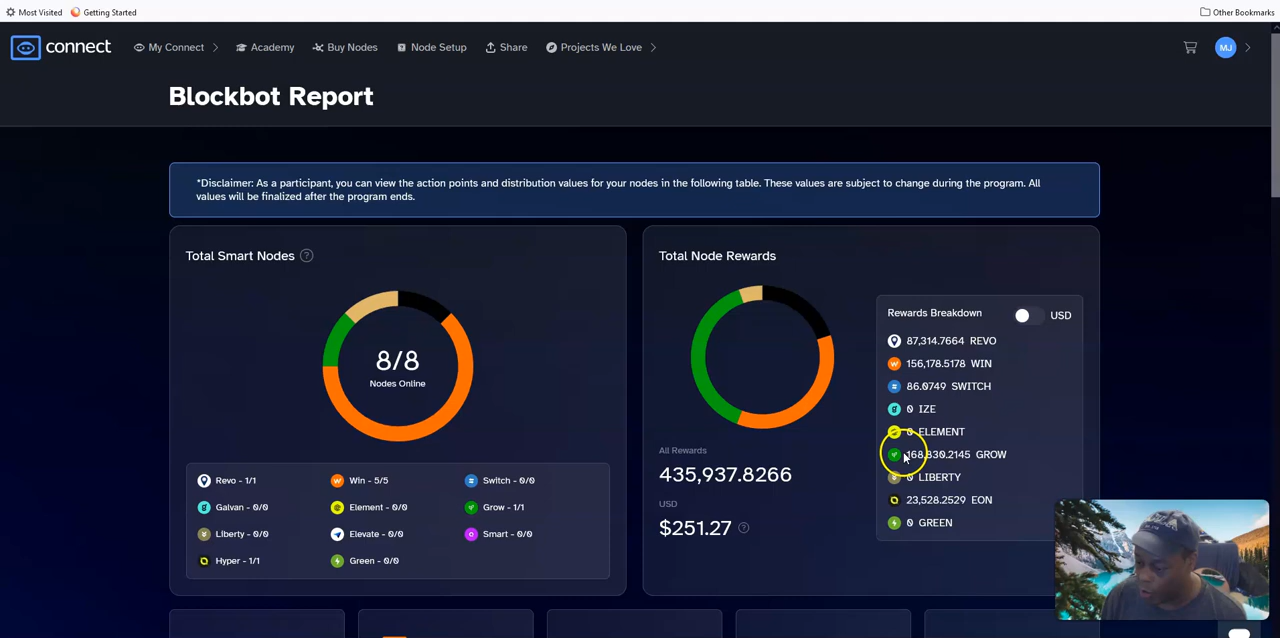 Most Visited
Getting Started
Other Bookmarks
connect
My Connect
Academy
Buy Nodes
Node Setup
Share
Projects We Love
MJ
Blockbot Report
*Disclaimer: As a participant, you can view the action points and distribution values for your nodes in the following table. These values are subject to change during the program. All
values will be finalized after the program ends.
Total Smart Nodes ?
8/8
Nodes Online
Revo - 1/1
Win - 5/5
Switch - 0/0
Galvan - 0/0
Element - 0/0
Grow - 1/1
Liberty - 0/0
Elevate - 0/0
Smart - 0/0
Hyper - 1/1
Green - 0/0
Total Node Rewards
All Rewards
435,937.8266
USD
$251.27 ?
Rewards Breakdown
USD
87,314.7664 REVO
156,178.5178 WIN
86.0749 SWITCH
0 IZE
0 ELEMENT
168,830.2145 GROW
0 LIBERTY
23,528.2529 EON
0 GREEN